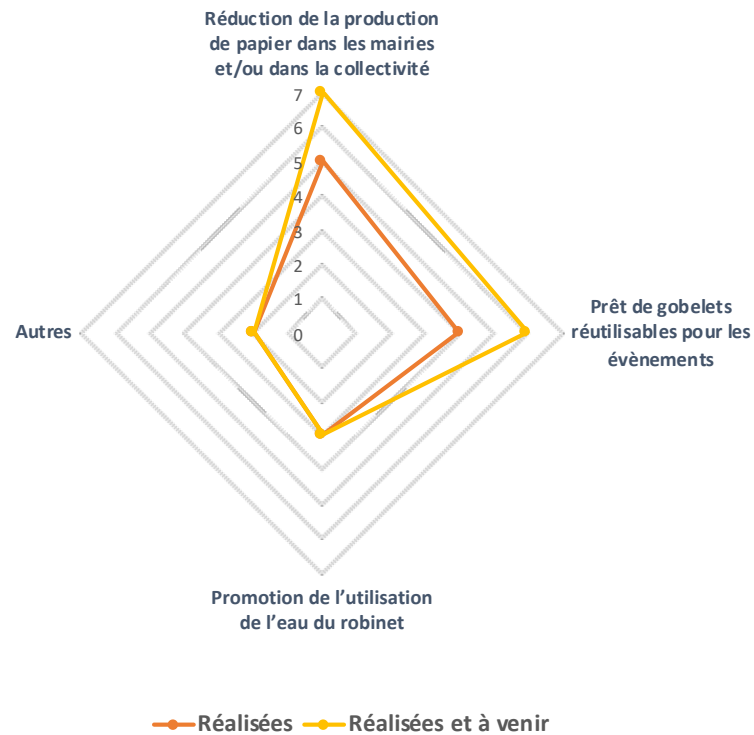 Réduction de la production
de papier dans les mairies
et/ou dans la collectivité
7
6
5
4
3
2
1
0
Autres
Prêt de gobelets
réutilisables pour les
évènements
Promotion de l’utilisation
de l’eau du robinet
Réalisées
Réalisées et à venir